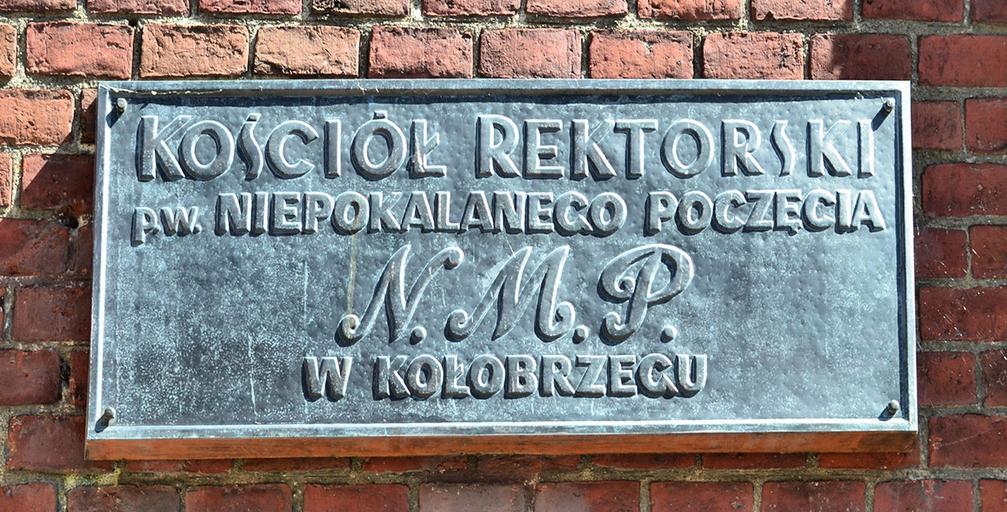 KOŚCIÓŁ REKTORSKI
p.w. NIEPOKALANEGO POCZĘCIA
N.M.P.
W KOŁOBRZEGU